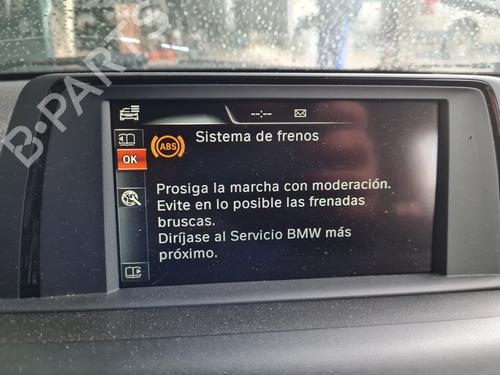 --:--
ABS
Sistema de frenos
OK
Prosiga la marcha con moderación.
Evite en lo posible las frenadas
bruscas.
Diríjase al Servicio BMW más
próximo.
B-PARTS